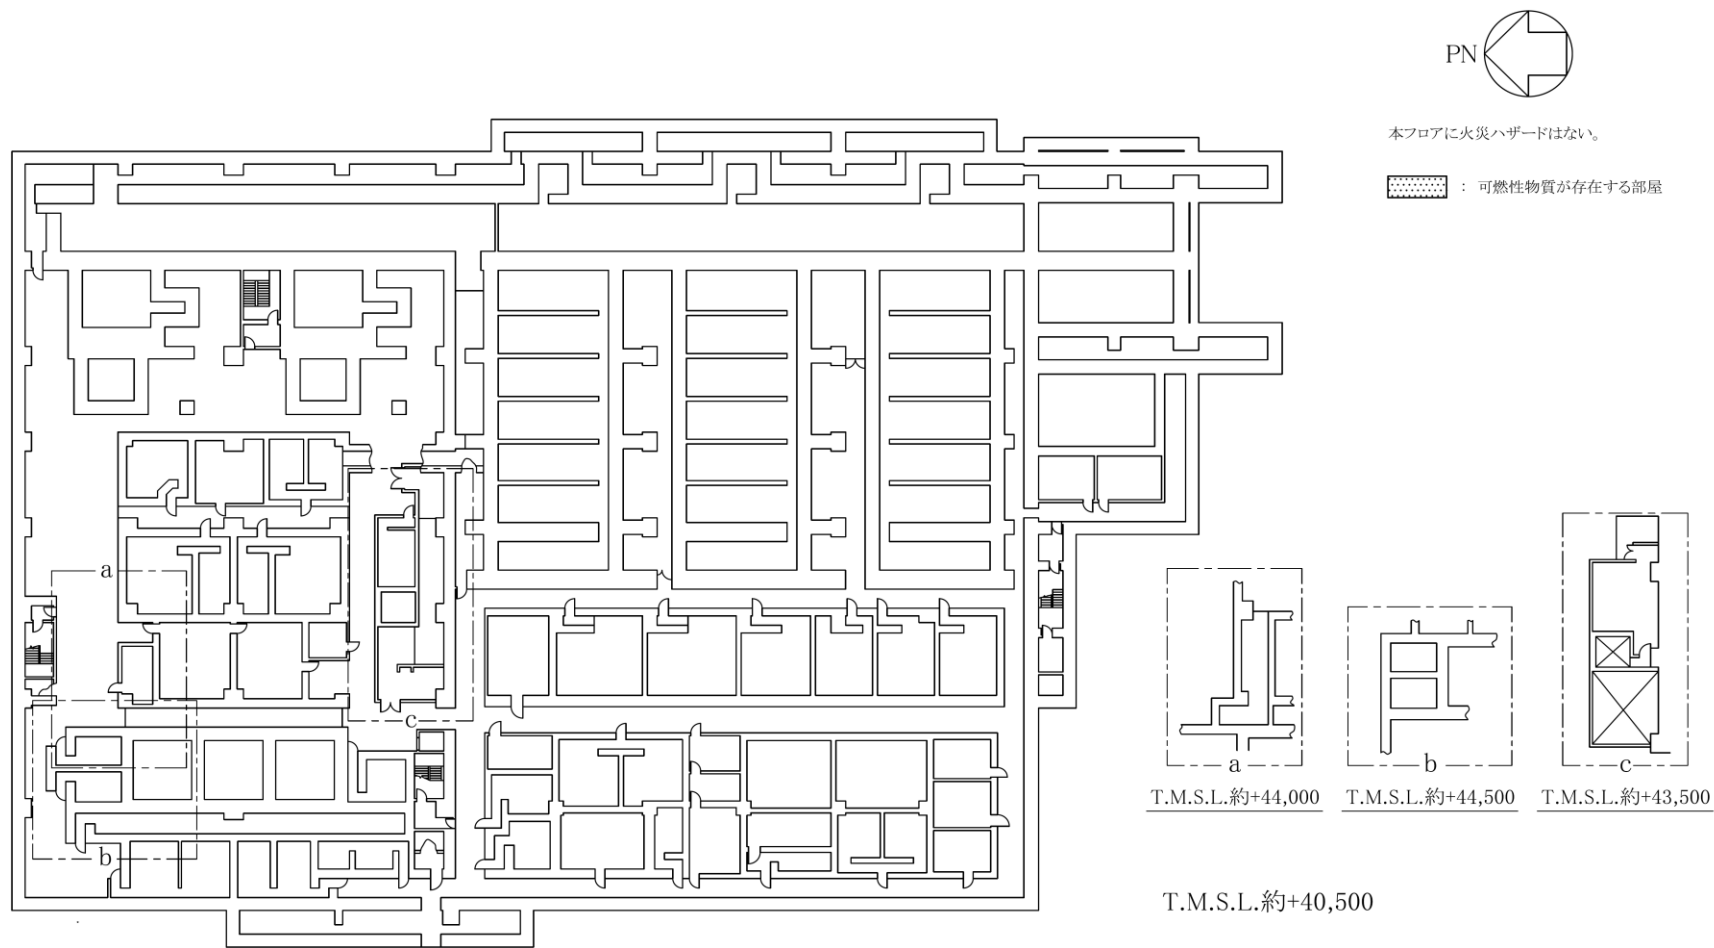 PN
本フロアに火災ハザードはない。
： 可燃性物質が存在する部屋
a
b
c
a
b
c
T.M.S.L.約+44,000
T.M.S.L.約+44,500
T.M.S.L.約+43,500
T.M.S.L.約+40,500